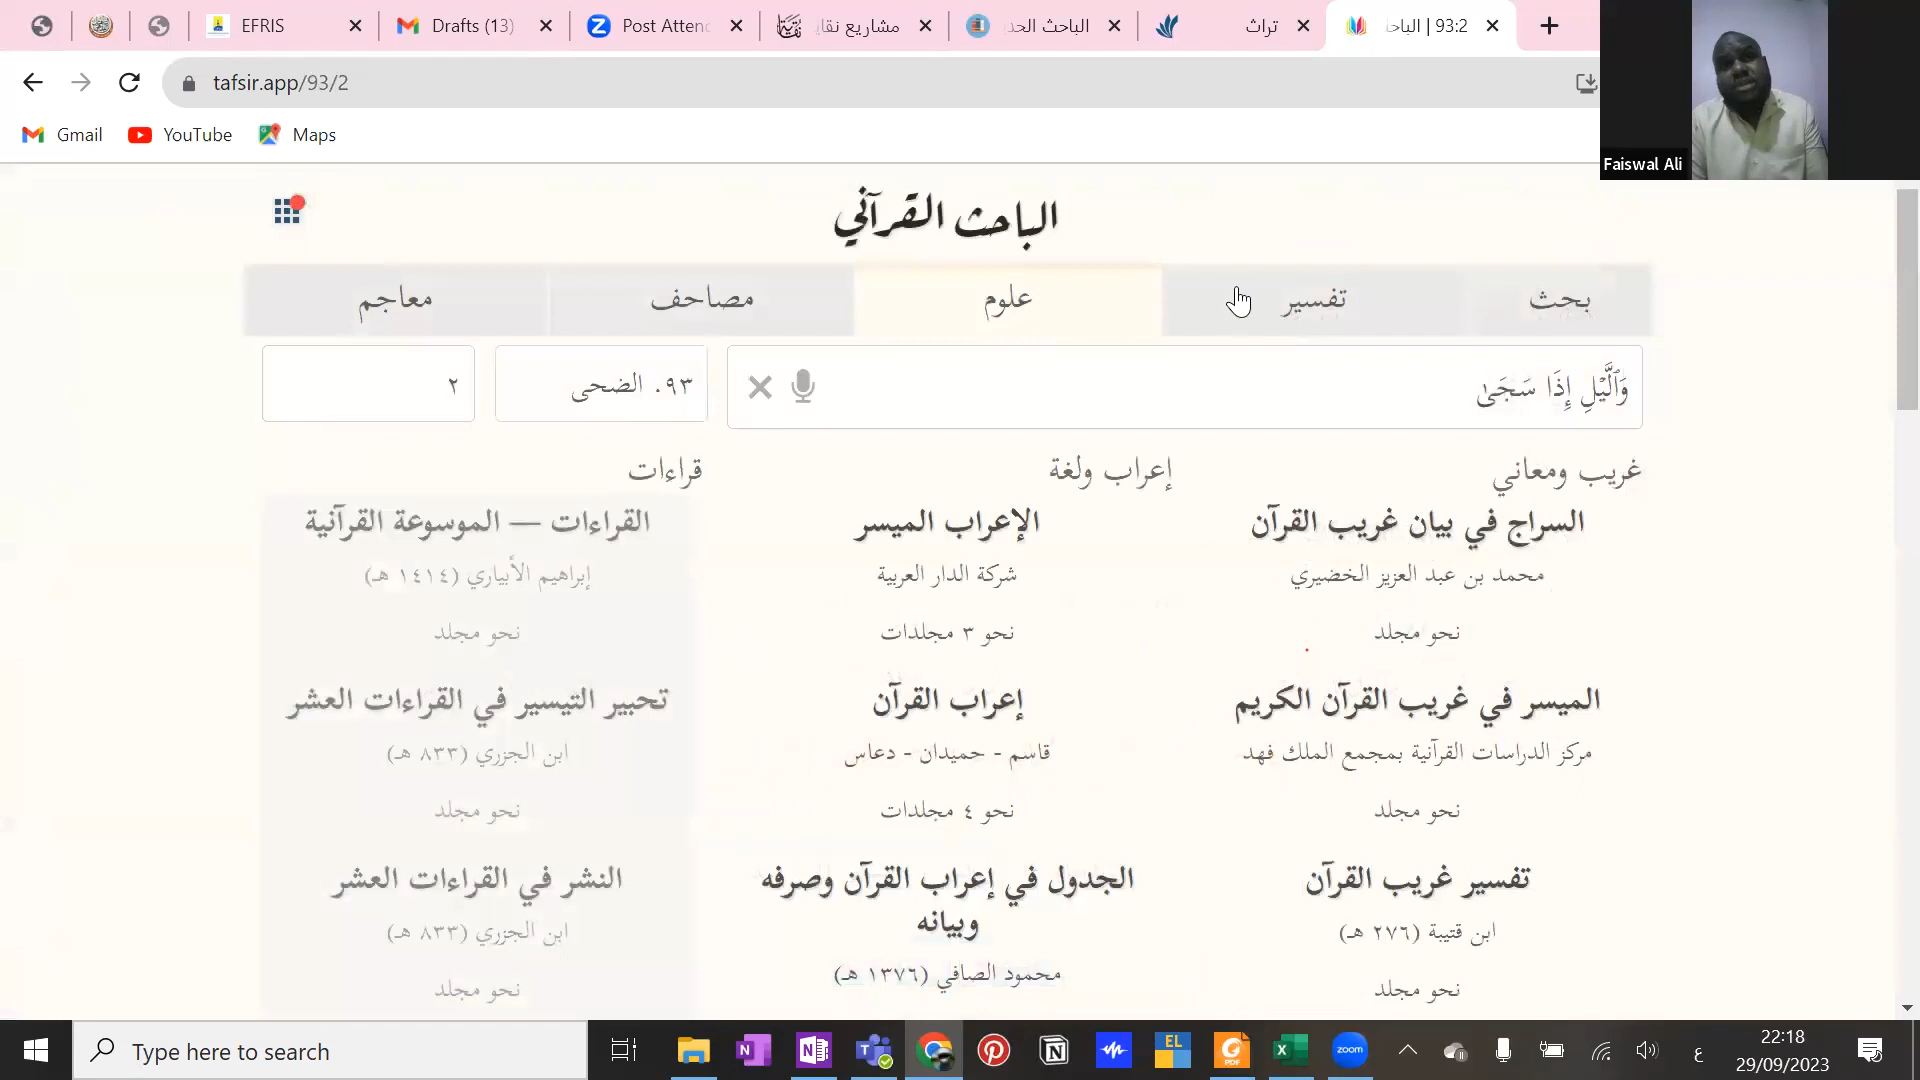 EFRIS
Drafts (13)
Post Attend
مشاريع نقاي
الباحث الحد
تراث
93:2 | الباح
tafsir.app/93/2
Gmail
YouTube
Maps
Faiswal Ali
الباحث القرآني
بحث
تفسير
علوم
مصاحف
معاجم
وَٱلَّيْلِ إِذَا سَجَىٰ
٩٣. الضحى
٢
غريب ومعاني
إعراب ولغة
قراءات
السراج في بيان غريب القرآن
محمد بن عبد العزيز الخضيري
نحو مجلد
الميسر في غريب القرآن الكريم
مركز الدراسات القرآنية بمجمع الملك فهد
نحو مجلد
تفسير غريب القرآن
ابن قتيبة (٢٧٦ هـ)
نحو مجلد
الإعراب الميسر
شركة الدار العربية
نحو ٣ مجلدات
إعراب القرآن
قاسم - حميدان - دعاس
نحو ٤ مجلدات
الجدول في إعراب القرآن وصرفه
وبيانه
محمود الصافي (١٣٧٦ هـ)
القراءات — الموسوعة القرآنية
إبراهيم الأبياري (١٤١٤ هـ)
نحو مجلد
تحبير التيسير في القراءات العشر
ابن الجزري (٨٣٣ هـ)
نحو مجلد
النشر في القراءات العشر
ابن الجزري (٨٣٣ هـ)
نحو مجلد
Type here to search
EL
PDF
zoom
ع
22:18
29/09/2023